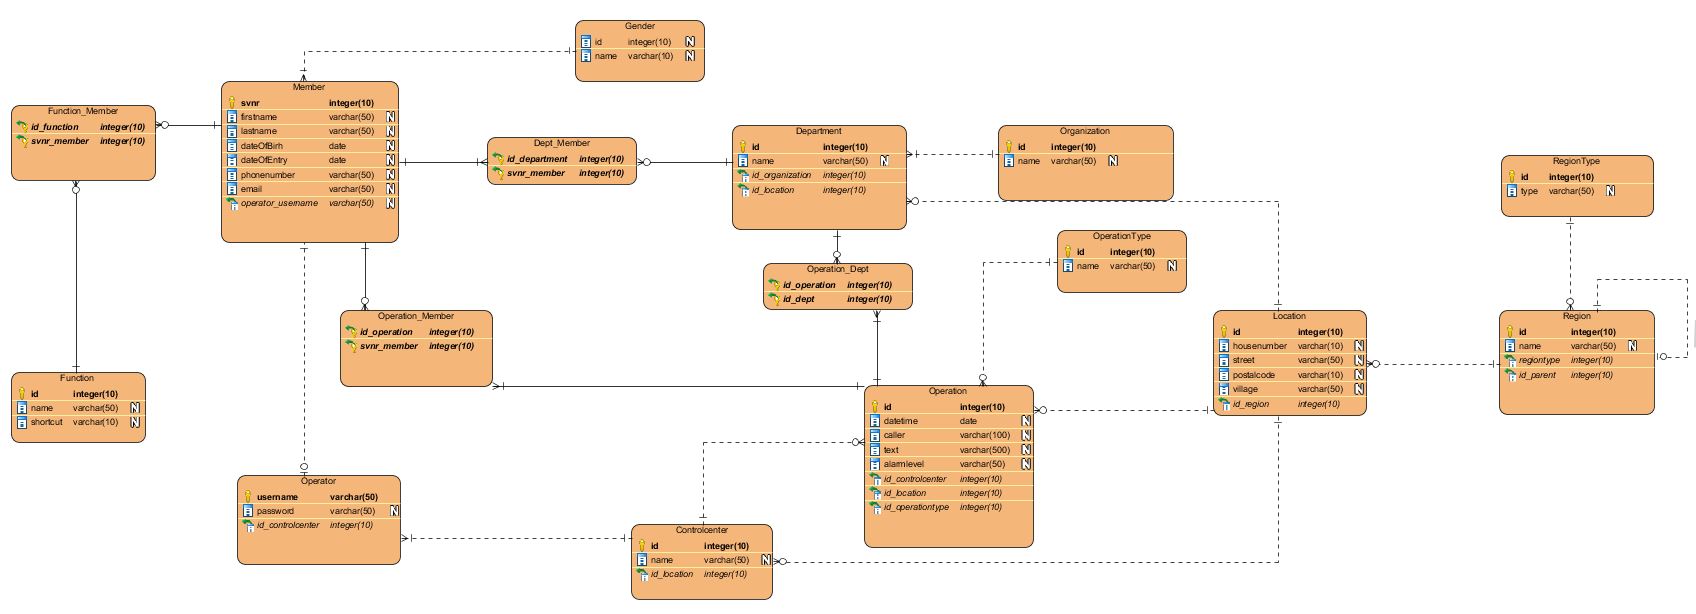 Gender
id integer(10) N
name varchar(10) N
Member
svnr integer(10)
firstname varchar(50) N
lastname varchar(50) N
dateOfBirh date N
dateOfEntry date N
phonenumber varchar(50) N
email varchar(50) N
operator_username varchar(50) N
Function_Member
id_function integer(10)
svnr_member integer(10)
Dept_Member
id_department integer(10)
svnr_member integer(10)
Department
id integer(10)
name varchar(50) N
id_organization integer(10)
id_location integer(10)
Organization
id integer(10)
name varchar(50) N
RegionType
id integer(10)
type varchar(50) N
OperationType
id integer(10)
name varchar(50) N
Operation_Dept
id_operation integer(10)
id_dept integer(10)
Operation_Member
id_operation integer(10)
svnr_member integer(10)
Location
id integer(10)
housenumber varchar(10) N
street varchar(50) N
postalcode varchar(10) N
village varchar(50) N
id_region integer(10)
Region
id integer(10)
name varchar(50) N
regiontype integer(10)
id_parent integer(10)
Function
id integer(10)
name varchar(50) N
shortcut varchar(10) N
Operation
id integer(10)
datetime date N
caller varchar(100) N
text varchar(500) N
alarmlevel varchar(50) N
id_controlcenter integer(10)
id_location integer(10)
id_operationtype integer(10)
Operator
username varchar(50)
password varchar(50) N
id_controlcenter integer(10)
Controlcenter
id integer(10)
name varchar(50) N
id_location integer(10)